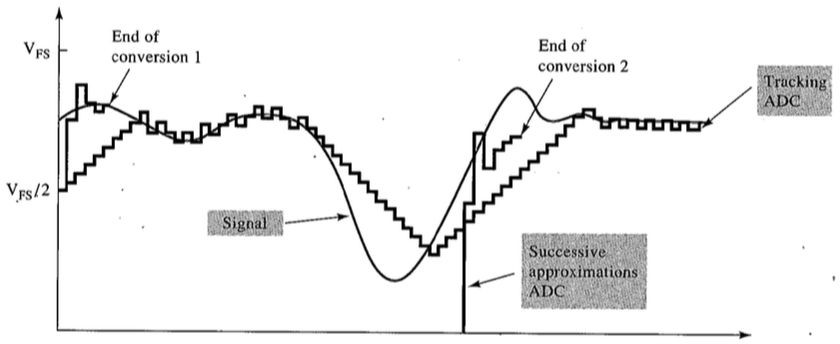 End of
conversion 1
V_FS
End of
conversion 2
Tracking
ADC
V_FS/2
Signal
Successive
approximations
ADC